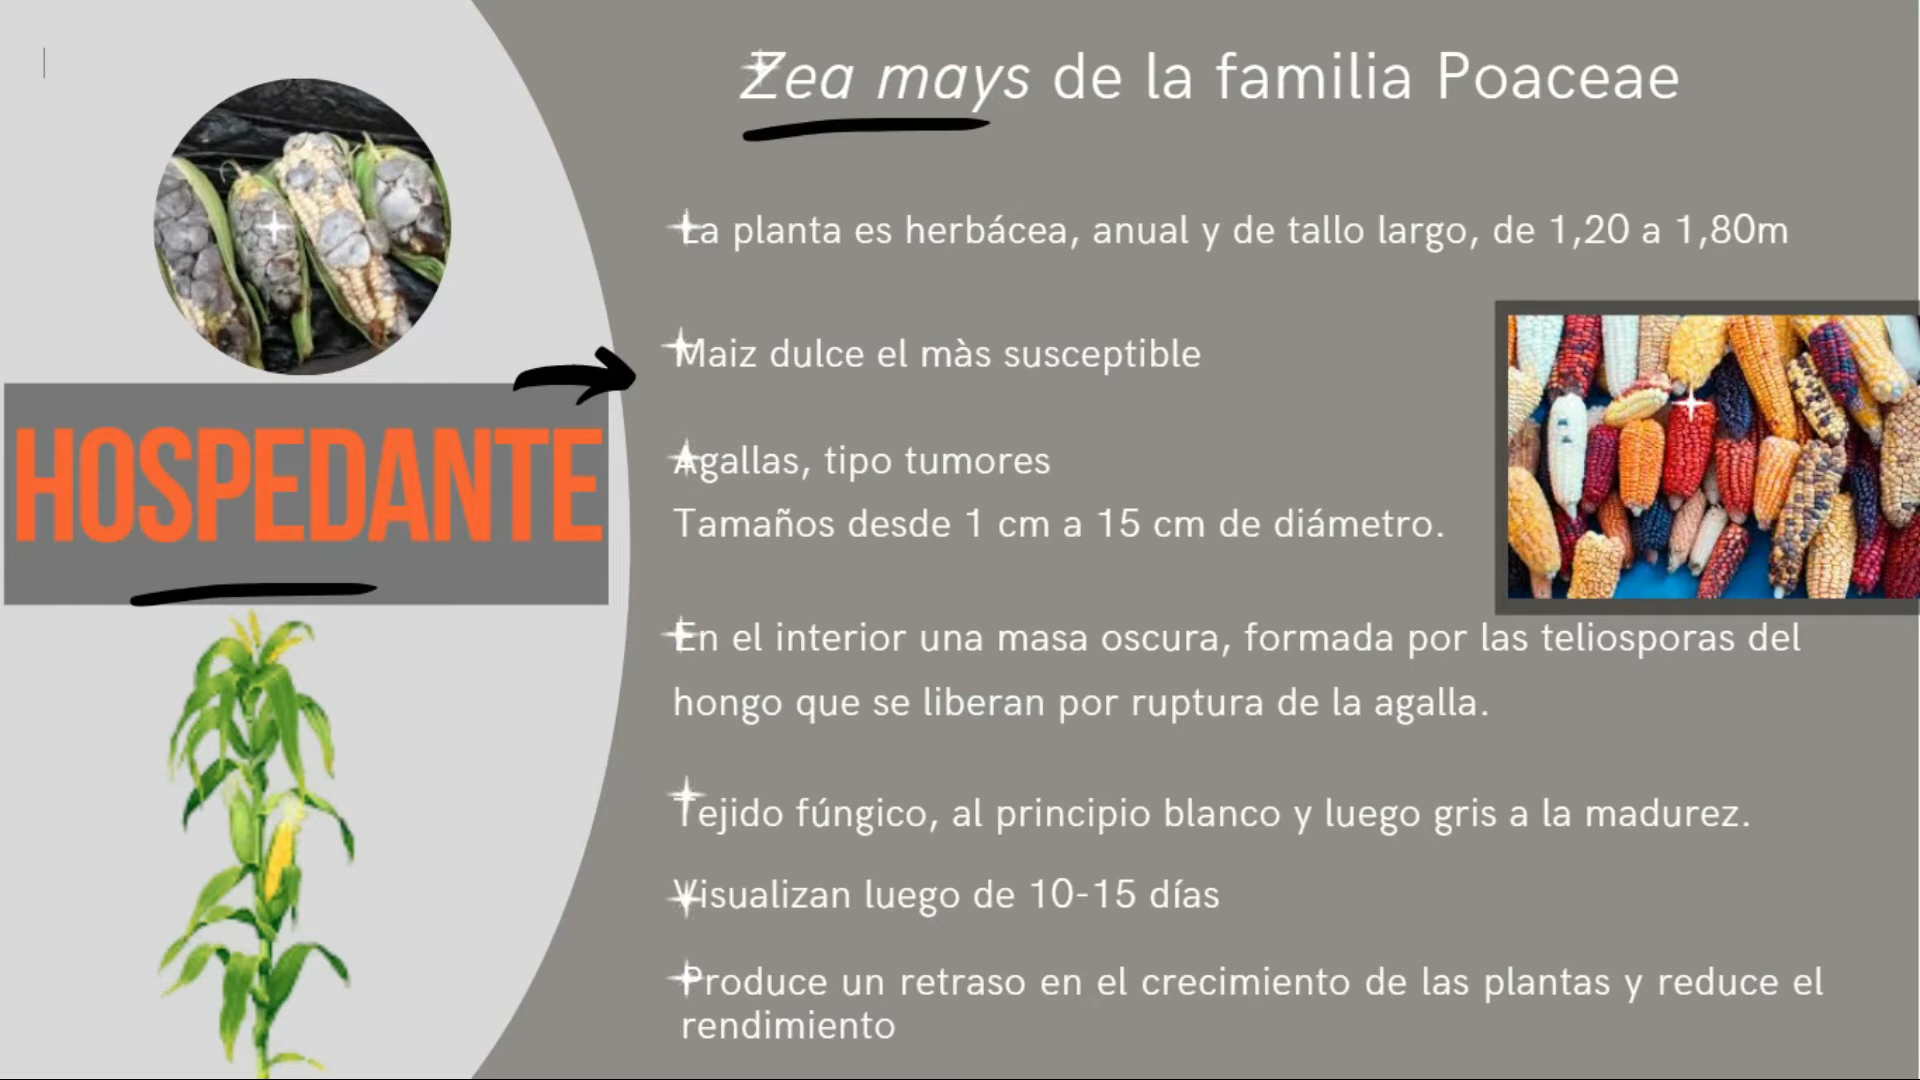 Zea mays de la familia Poaceae
La planta es herbácea, anual y de tallo largo, de 1,20 a 1,80m
Maiz dulce el màs susceptible
HOSPEDANTE
Agallas, tipo tumores
Tamaños desde 1 cm a 15 cm de diámetro.
En el interior una masa oscura, formada por las teliosporas del
hongo que se liberan por ruptura de la agalla.
Tejido fúngico, al principio blanco y luego gris a la madurez.
Visualizan luego de 10-15 días
Produce un retraso en el crecimiento de las plantas y reduce el
rendimiento